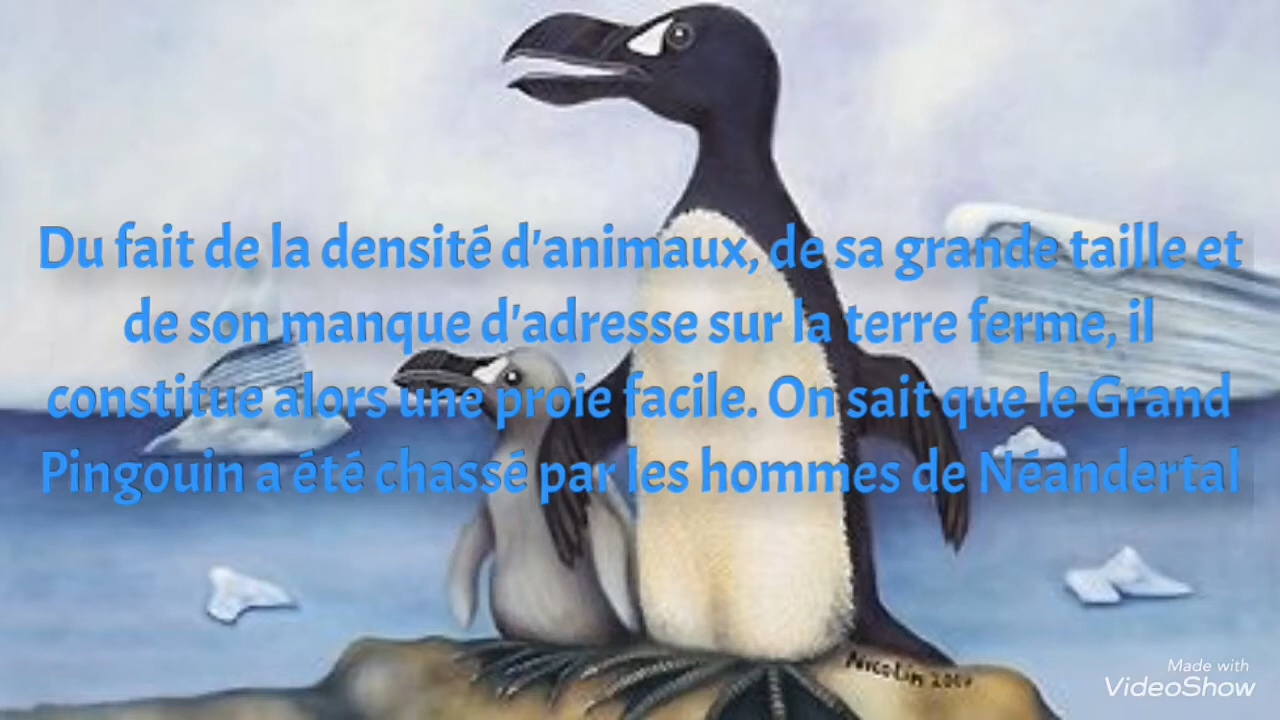 Du fait de la densité d'animaux, de sa grande taille et
de son manque d'adresse sur la terre ferme, il
constitue alors une proie facile. On sait que le Grand
Pingouin a été chassé par les hommes de Néandertal
Nicolin
Made with
VideoShow